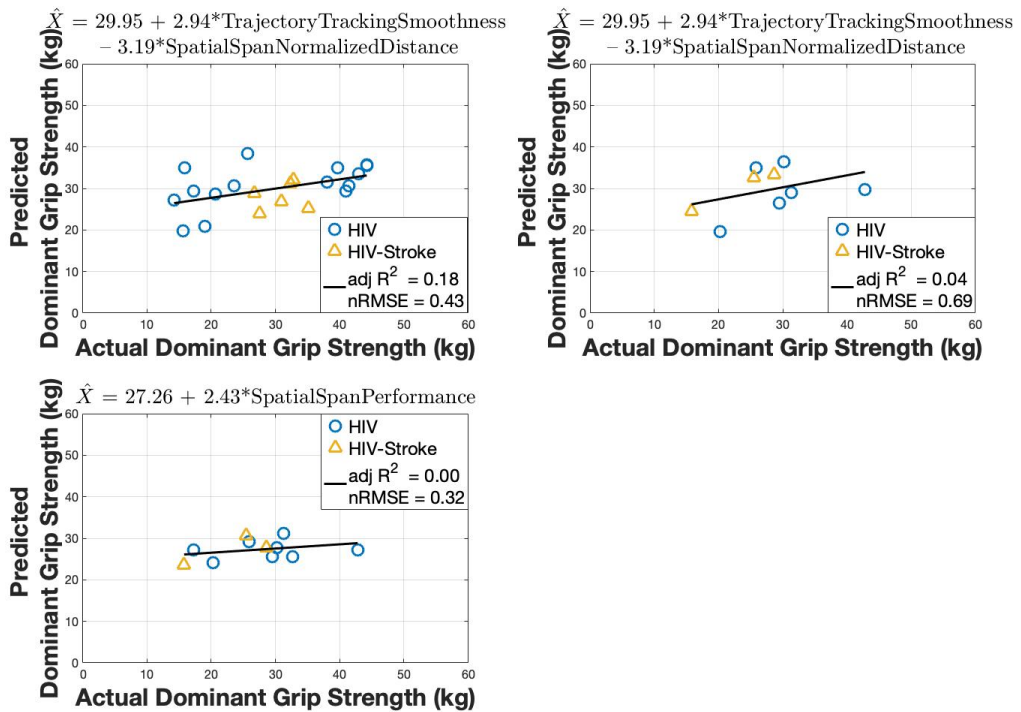 X̂ = 29.95 + 2.94*TrajectoryTrackingSmoothness
– 3.19*SpatialSpanNormalizedDistance
Predicted
Dominant Grip Strength (kg)
60
50
40
30
20
10
0
HIV
HIV-Stroke
adj R² = 0.18
nRMSE = 0.43
0 10 20 30 40 50 60
Actual Dominant Grip Strength (kg)
X̂ = 29.95 + 2.94*TrajectoryTrackingSmoothness
– 3.19*SpatialSpanNormalizedDistance
Predicted
Dominant Grip Strength (kg)
60
50
40
30
20
10
0
HIV
HIV-Stroke
adj R² = 0.04
nRMSE = 0.69
0 10 20 30 40 50 60
Actual Dominant Grip Strength (kg)
X̂ = 27.26 + 2.43*SpatialSpanPerformance
Predicted
Dominant Grip Strength (kg)
60
50
40
30
20
10
0
HIV
HIV-Stroke
adj R² = 0.00
nRMSE = 0.32
0 10 20 30 40 50 60
Actual Dominant Grip Strength (kg)